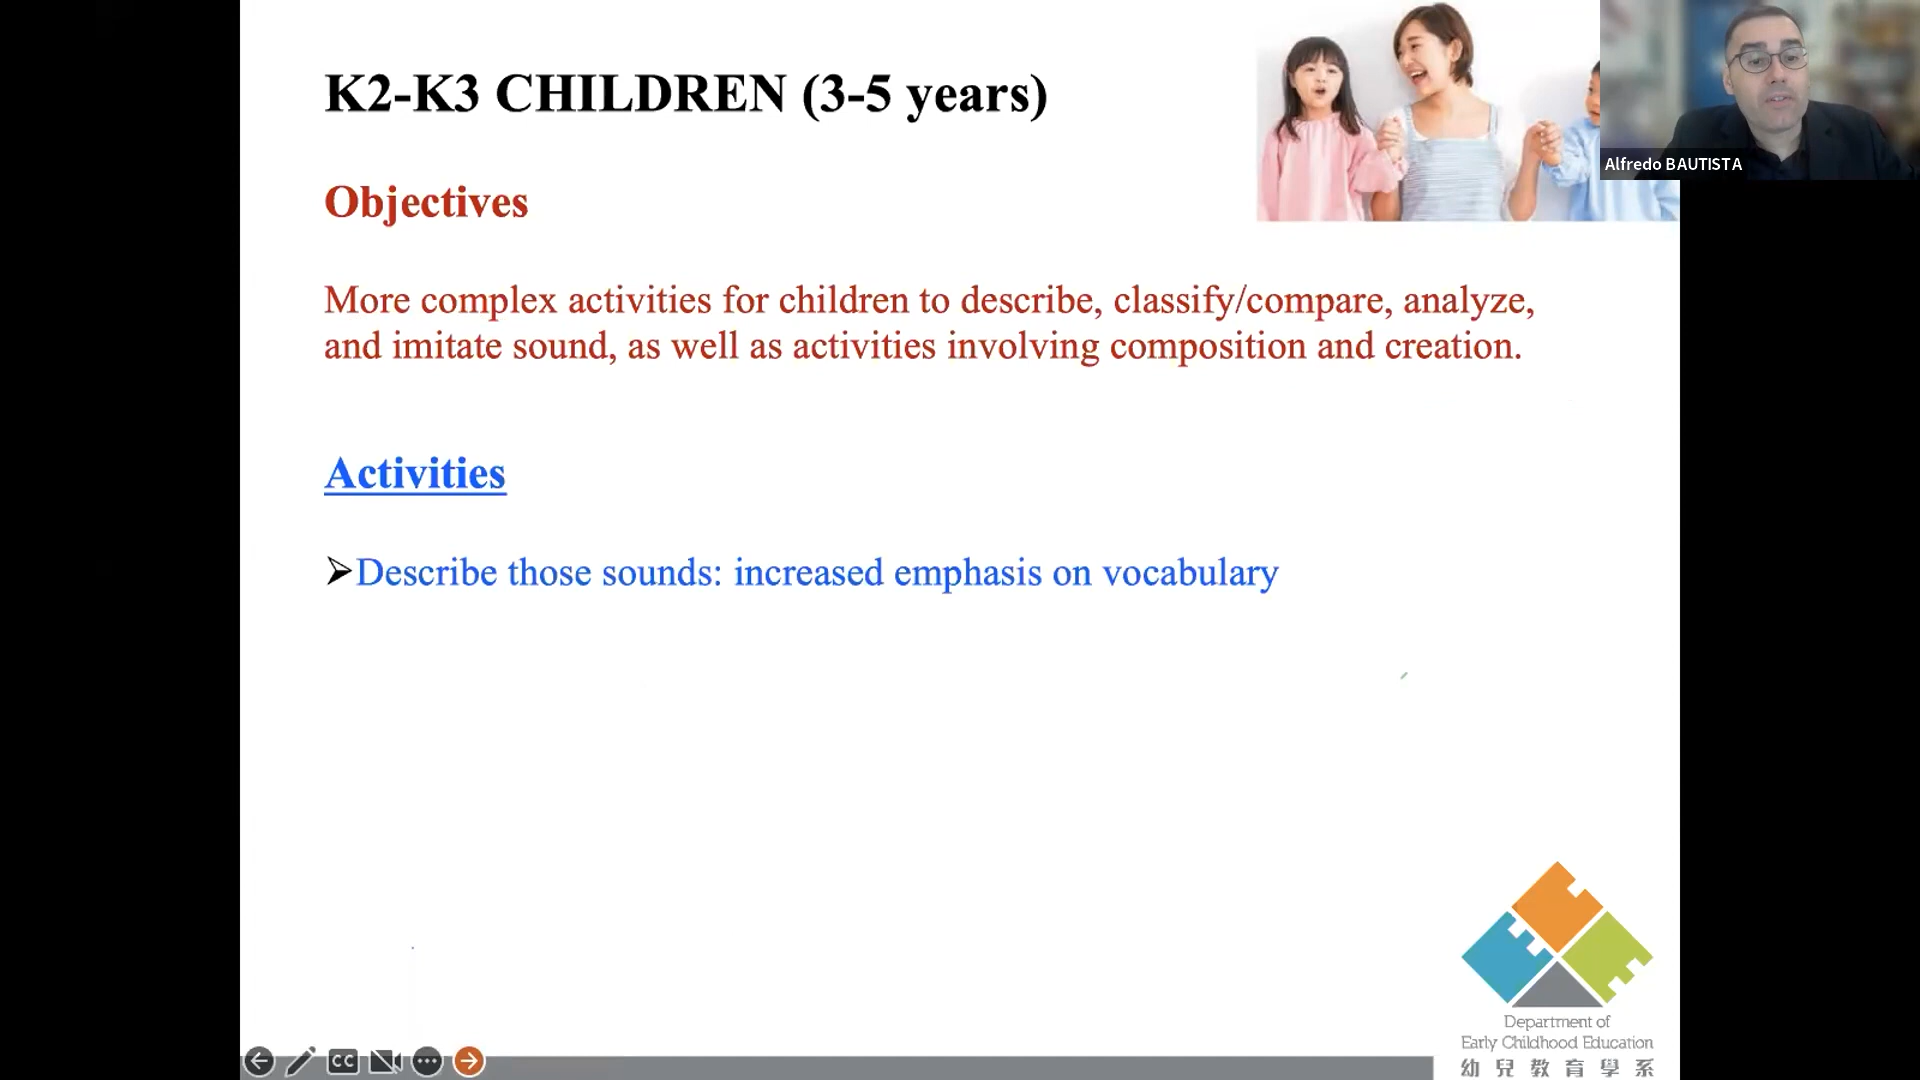 K2-K3 CHILDREN (3-5 years)
Alfredo BAUTISTA
Objectives
More complex activities for children to describe, classify/compare, analyze,
and imitate sound, as well as activities involving composition and creation.
Activities
➢Describe those sounds: increased emphasis on vocabulary
Department of
Early Childhood Education
幼兒教育學系
CC